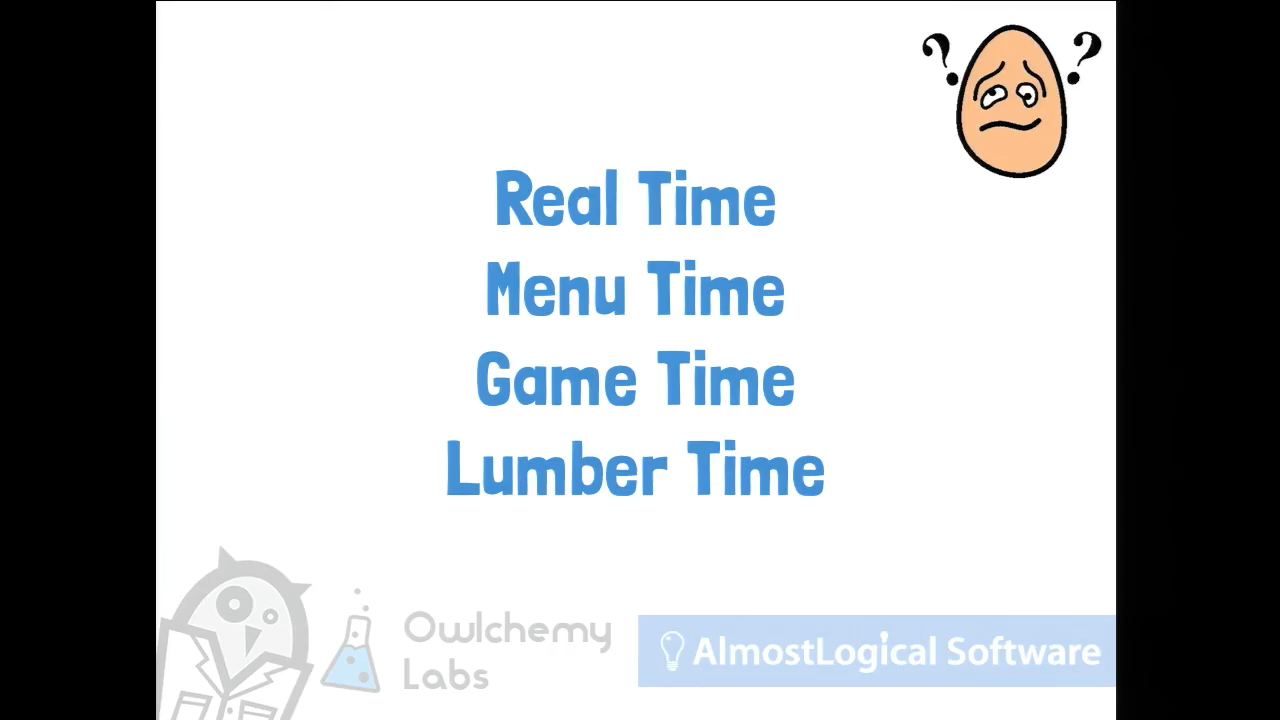 ? ?
Real Time
Menu Time
Game Time
Lumber Time
Owlchemy
Labs
AlmostLogical Software